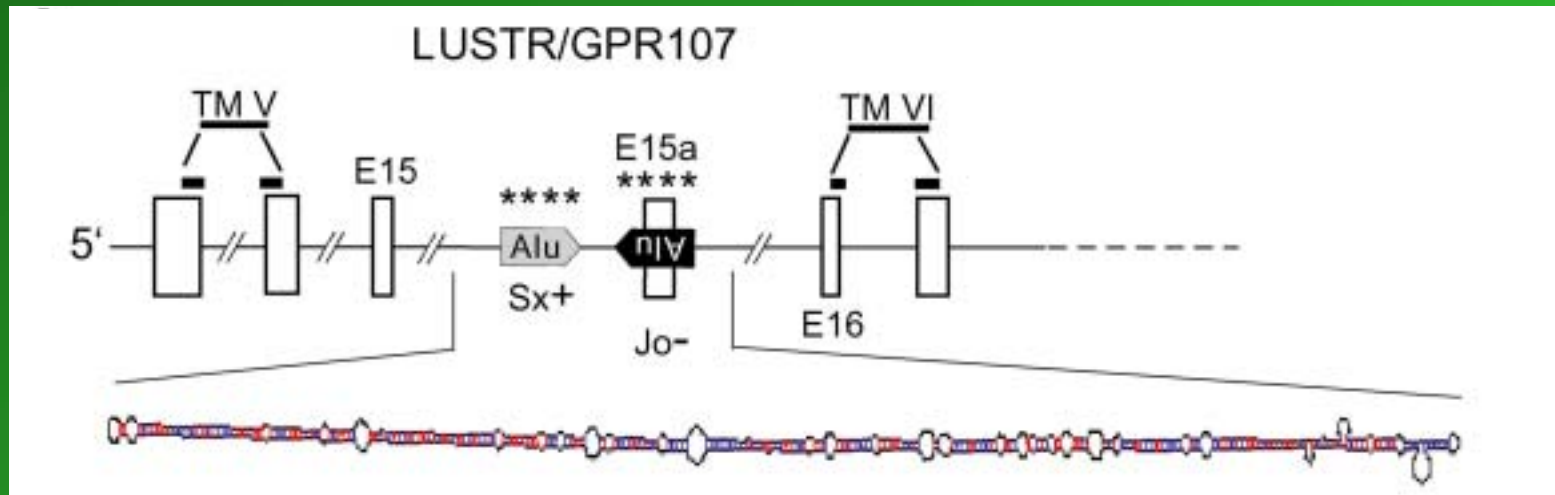 LUSTR/GPR107
TM V
TM VI
E15
E15a
****
****
5'
Alu
Alu
Sx+
Jo-
E16